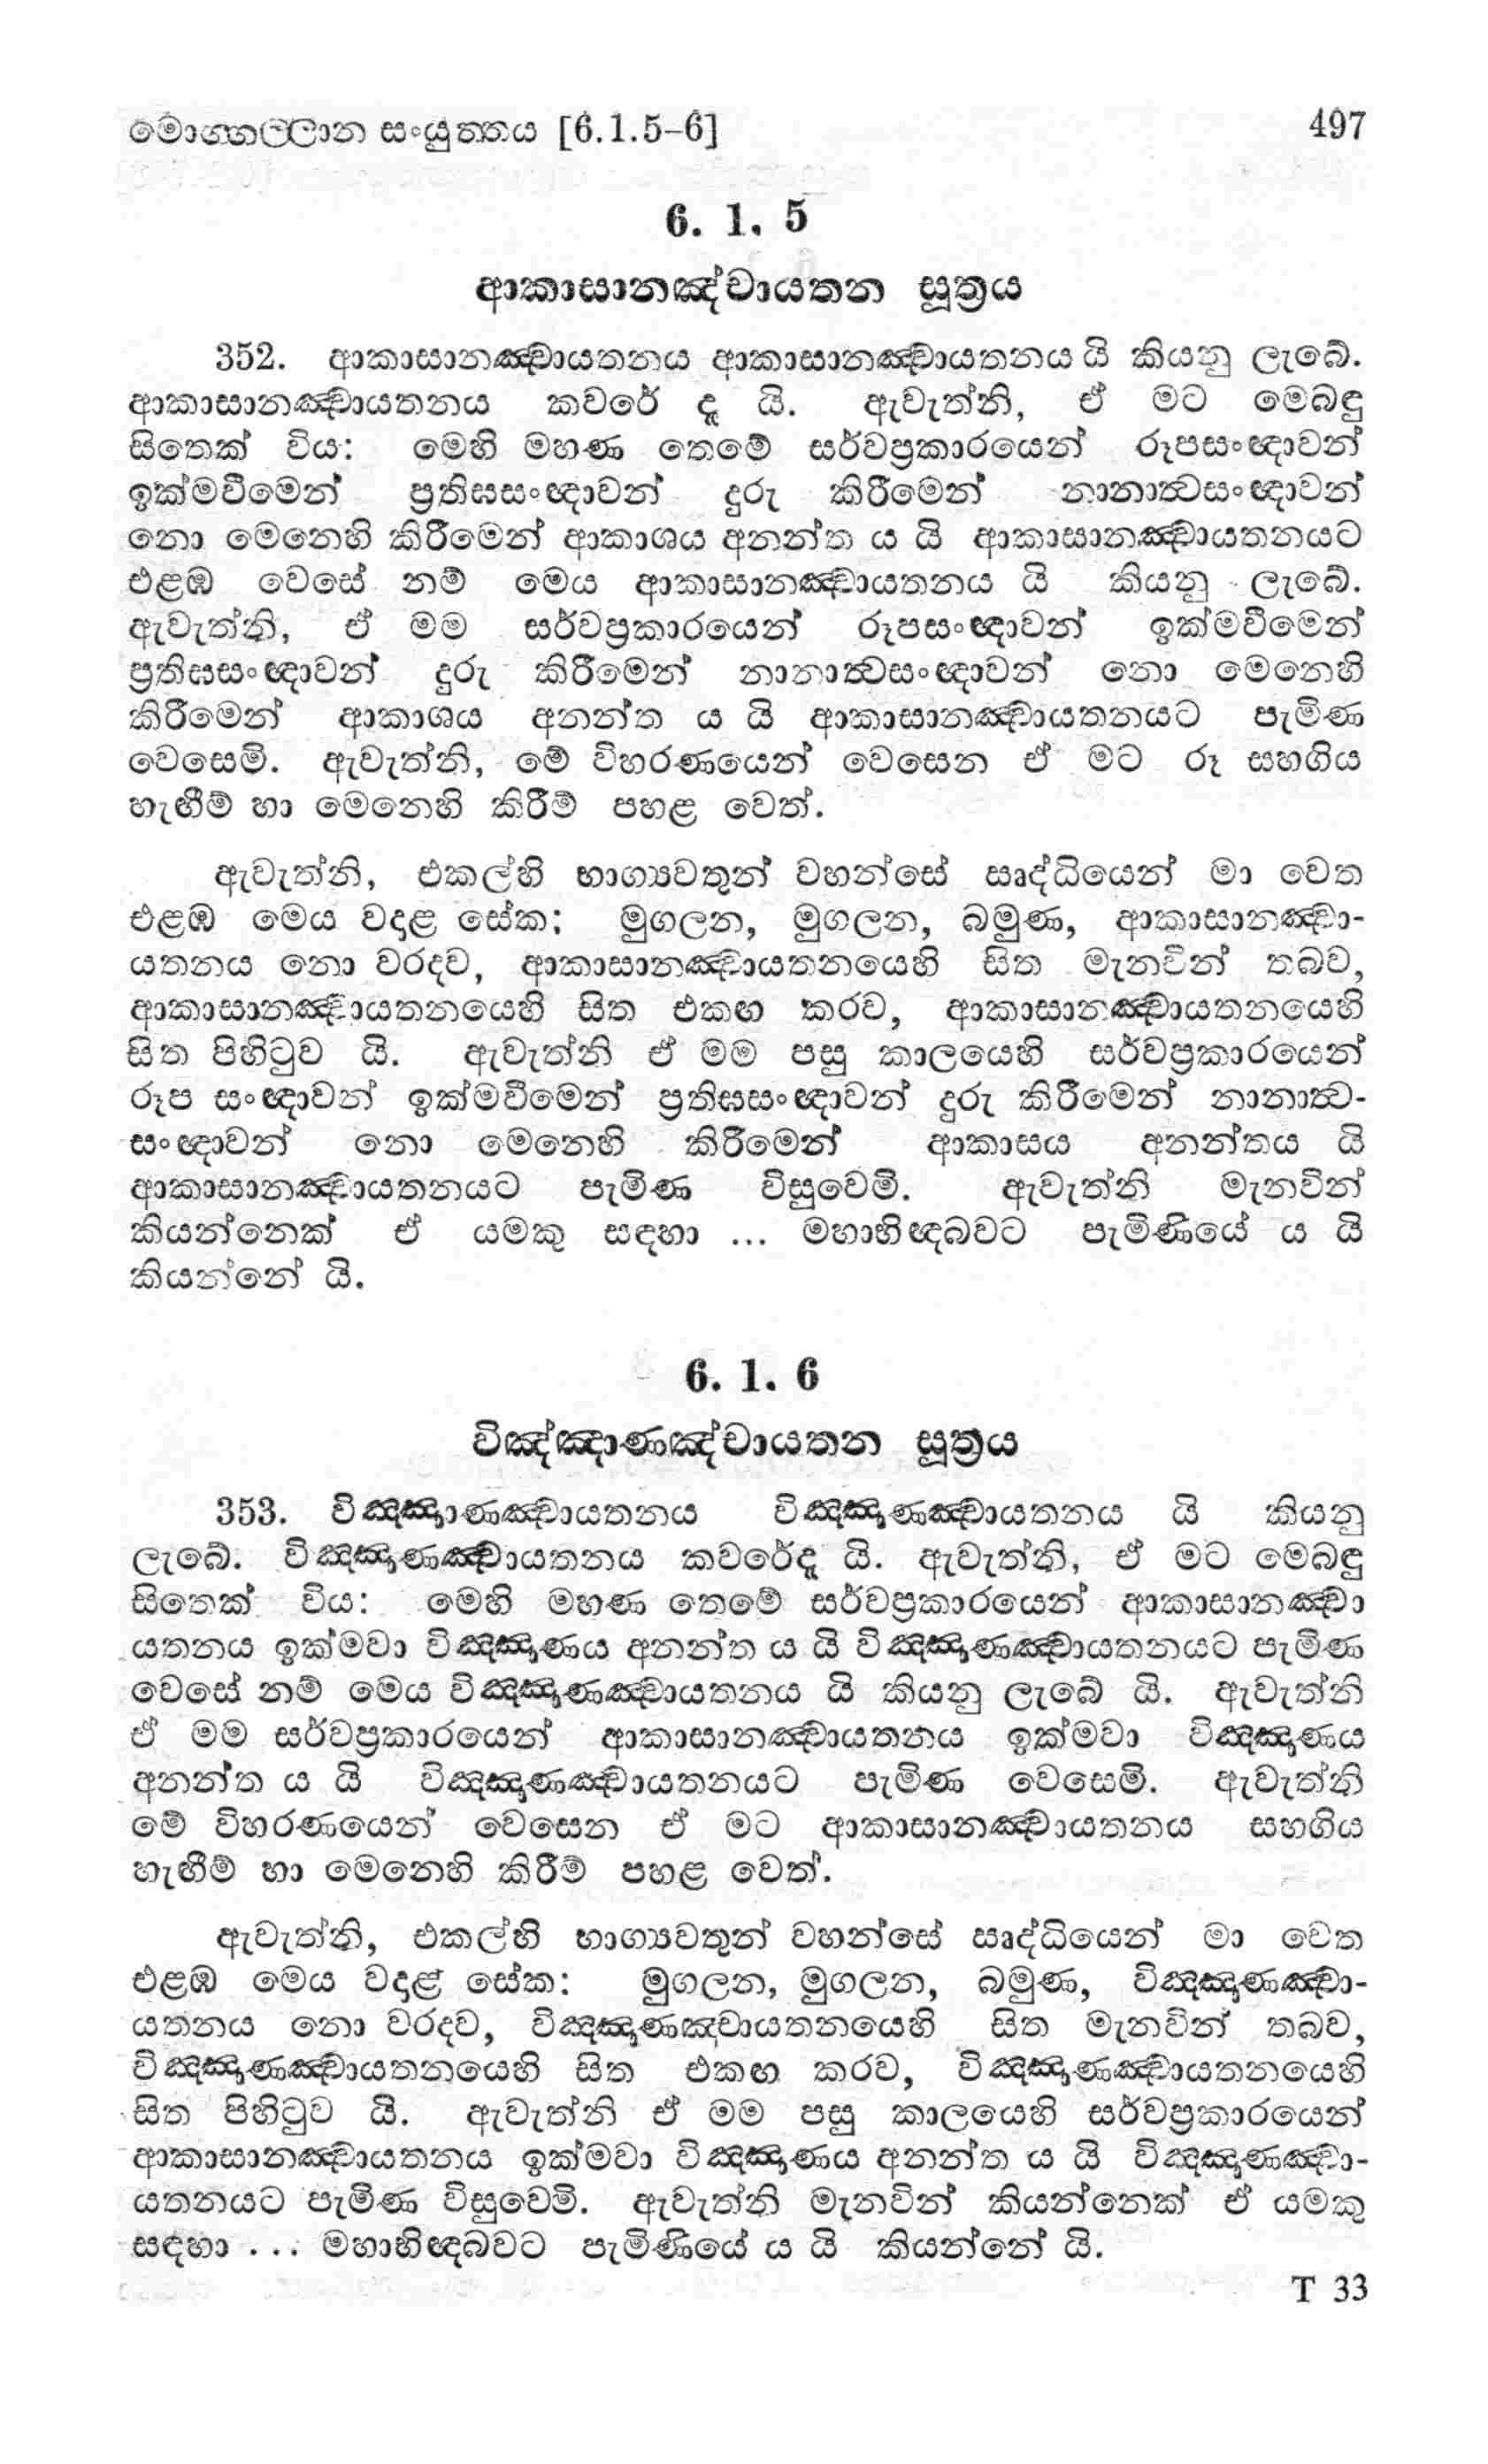 මොග්ගල්ලාන සංයුත්තය [6.1.5–6] 497
6. 1. 5
ආකාසානඤ්චායතන සූත්‍රය
352. ආකාසානඤ්චායතනය ආකාසානඤ්චායතනය යි කියනු ලැබේ.
ආකාසානඤ්චායතනය කවරේ දැ යි. ඇවැත්නි, ඒ මට මෙබඳු
සිතෙක් විය: මෙහි මහණ තෙමේ සර්වප්‍රකාරයෙන් රූපසංඥාවන්
ඉක්මවීමෙන් ප්‍රතිඝසංඥාවන් දුරු කිරීමෙන් නානාත්වසංඥාවන්
නො මෙනෙහි කිරීමෙන් ආකාශය අනන්ත ය යි ආකාසානඤ්චායතනයට
එළඹ වෙසේ නම් මෙය ආකාසානඤ්චායතනය යි කියනු ලැබේ.
ඇවැත්නි, ඒ මම සර්වප්‍රකාරයෙන් රූපසංඥාවන් ඉක්මවීමෙන්
ප්‍රතිඝසංඥාවන් දුරු කිරීමෙන් නානාත්වසංඥාවන් නො මෙනෙහි
කිරීමෙන් ආකාශය අනන්ත ය යි ආකාසානඤ්චායතනයට පැමිණ
වෙසෙමි. ඇවැත්නි, මේ විහරණයෙන් වෙසෙන ඒ මට රූ සහගිය
හැඟීම් හා මෙනෙහි කිරීම් පහළ වෙත්.
ඇවැත්නි, එකල්හි භාග්‍යවතුන් වහන්සේ සෘද්ධියෙන් මා වෙත
එළඹ මෙය වදාළ සේක: මුගලන, මුගලන, බමුණ, ආකාසානඤ්චා-
යතනය නො වරදව, ආකාසානඤ්චායතනයෙහි සිත මැනවින් තබව,
ආකාසානඤ්චායතනයෙහි සිත එකඟ කරව, ආකාසානඤ්චායතනයෙහි
සිත පිහිටුව යි. ඇවැත්නි ඒ මම පසු කාලයෙහි සර්වප්‍රකාරයෙන්
රූප සංඥාවන් ඉක්මවීමෙන් ප්‍රතිඝසංඥාවන් දුරු කිරීමෙන් නානාත්ව-
සංඥාවන් නො මෙනෙහි කිරීමෙන් ආකාසය අනන්තය යි
ආකාසානඤ්චායතනයට පැමිණ විසුවෙමි. ඇවැත්නි මැනවින්
කියන්නෙක් ඒ යමකු සඳහා ... මහාභිඥබවට පැමිණියේ ය යි
කියන්නේ යි.
6. 1. 6
විඤ්ඤාණඤ්චායතන සූත්‍රය
353. විඤ්ඤාණඤ්චායතනය විඤ්ඤාණඤ්චායතනය යි කියනු
ලැබේ. විඤ්ඤාණඤ්චායතනය කවරේදැ යි. ඇවැත්නි, ඒ මට මෙබඳු
සිතෙක් විය: මෙහි මහණ තෙමේ සර්වප්‍රකාරයෙන් ආකාසානඤ්චා
යතනය ඉක්මවා විඤ්ඤාණය අනන්ත ය යි විඤ්ඤාණඤ්චායතනයට පැමිණ
වෙසේ නම් මෙය විඤ්ඤාණඤ්චායතනය යි කියනු ලැබේ යි. ඇවැත්නි
ඒ මම සර්වප්‍රකාරයෙන් ආකාසානඤ්චායතනය ඉක්මවා විඤ්ඤාණය
අනන්ත ය යි විඤ්ඤාණඤ්චායතනයට පැමිණ වෙසෙමි. ඇවැත්නි
මේ විහරණයෙන් වෙසෙන ඒ මට ආකාසානඤ්චායතනය සහගිය
හැඟීම් හා මෙනෙහි කිරීම් පහළ වෙත්.
ඇවැත්නි, එකල්හි භාග්‍යවතුන් වහන්සේ සෘද්ධියෙන් මා වෙත
එළඹ මෙය වදාළ සේක: මුගලන, මුගලන, බමුණ, විඤ්ඤාණඤ්චා-
යතනය නො වරදව, විඤ්ඤාණඤ්චායතනයෙහි සිත මැනවින් තබව,
විඤ්ඤාණඤ්චායතනයෙහි සිත එකඟ කරව, විඤ්ඤාණඤ්චායතනයෙහි
සිත පිහිටුව යි. ඇවැත්නි ඒ මම පසු කාලයෙහි සර්වප්‍රකාරයෙන්
ආකාසානඤ්චායතනය ඉක්මවා විඤ්ඤාණය අනන්ත ය යි විඤ්ඤාණඤ්චා-
යතනයට පැමිණ විසුවෙමි. ඇවැත්නි මැනවින් කියන්නෙක් ඒ යමකු
සඳහා ... මහාභිඥබවට පැමිණියේ ය යි කියන්නේ යි.
T 33